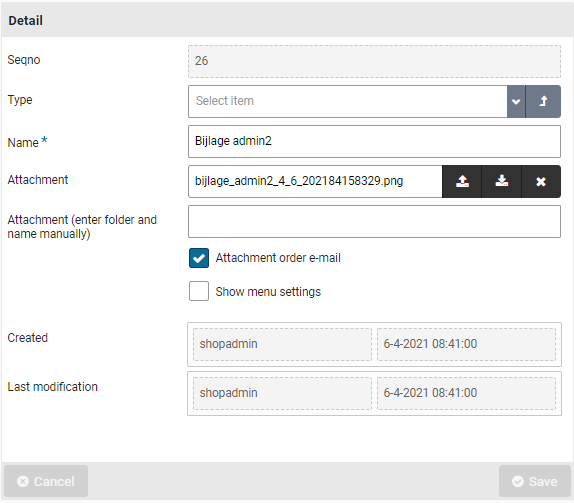 Detail
Seqno
26
Type
Select item
Name *
Bijlage admin2
Attachment
bijlage_admin2_4_6_202184158329.png
Attachment (enter folder and
name manually)
Attachment order e-mail
Show menu settings
Created
shopadmin
6-4-2021 08:41:00
Last modification
shopadmin
6-4-2021 08:41:00
Cancel
Save